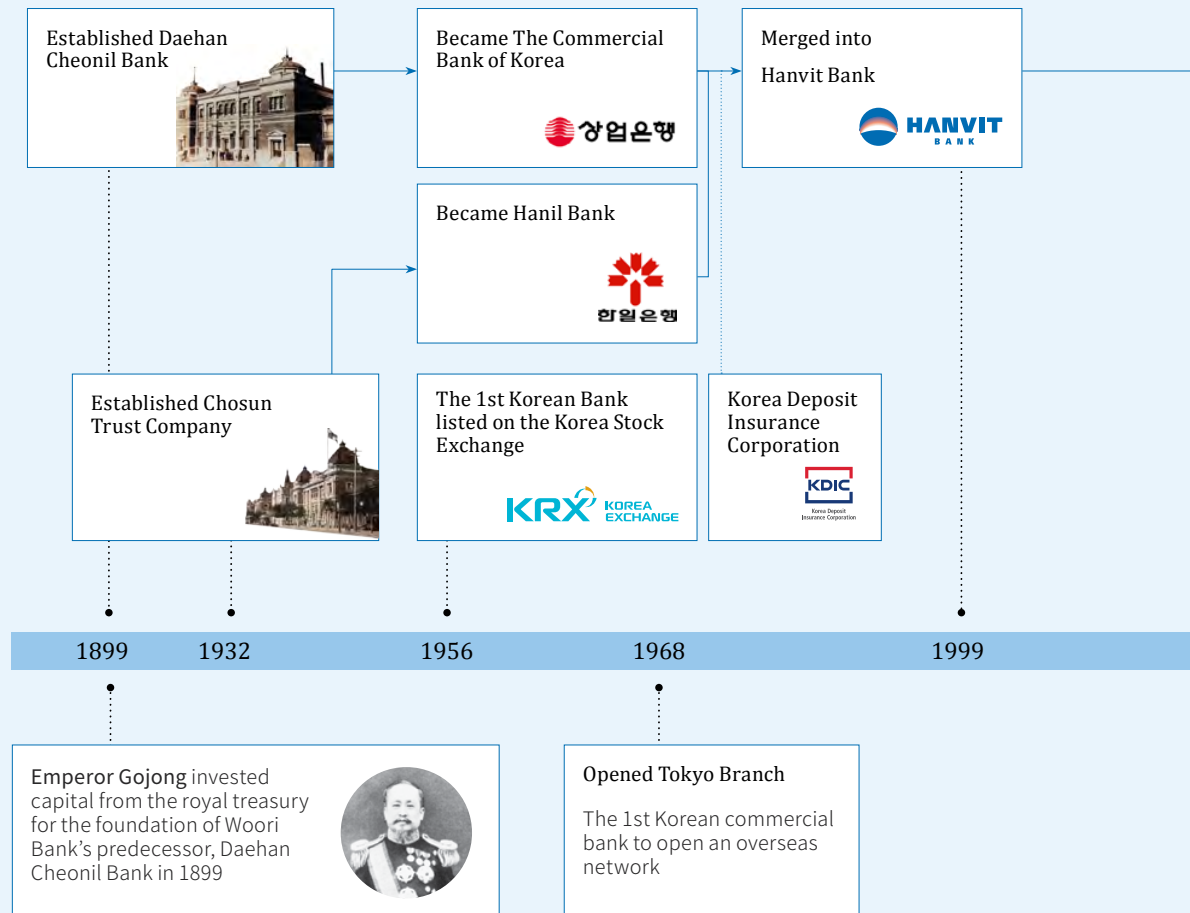 Established Daehan
Cheonil Bank
Became The Commercial
Bank of Korea
상업은행
Merged into
Hanvit Bank
HANVIT
BANK
Became Hanil Bank
한일은행
Established Chosun
Trust Company
The 1st Korean Bank
listed on the Korea Stock
Exchange
KRX KOREA
EXCHANGE
Korea Deposit
Insurance
Corporation
KDIC
Korea Deposit
Insurance Corporation
1899 1932 1956 1968 1999
Emperor Gojong invested
capital from the royal treasury
for the foundation of Woori
Bank’s predecessor, Daehan
Cheonil Bank in 1899
Opened Tokyo Branch
The 1st Korean commercial
bank to open an overseas
network